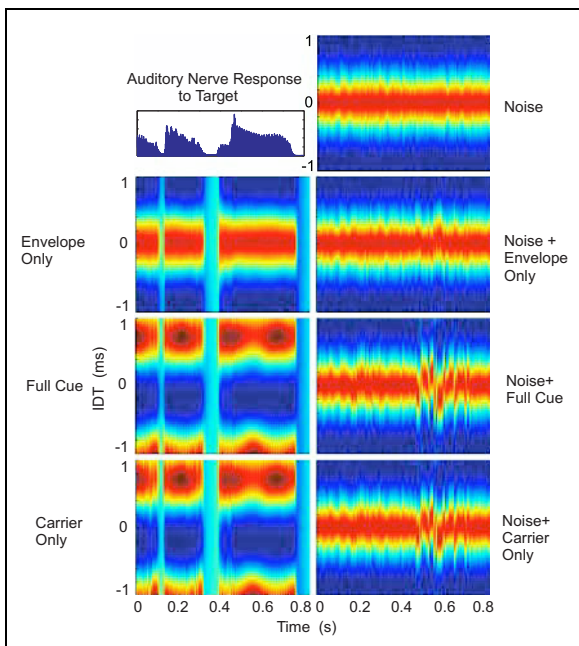 1
Auditory Nerve Response
to Target
0
Noise
-1
1
Envelope
Only
0
Noise +
Envelope
Only
-1
1
Full Cue
0
IDT (ms)
Noise+
Full Cue
-1
1
Carrier
Only
0
Noise+
Carrier
Only
-1
0 0.2 0.4 0.6 0.8 0 0.2 0.4 0.6 0.8
Time (s)